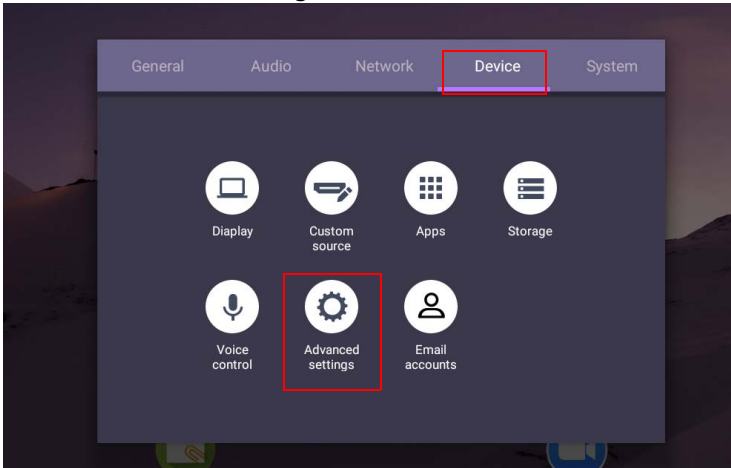 General Audio Network Device System
Diaplay Custom source Apps Storage
Voice control Advanced settings Email accounts